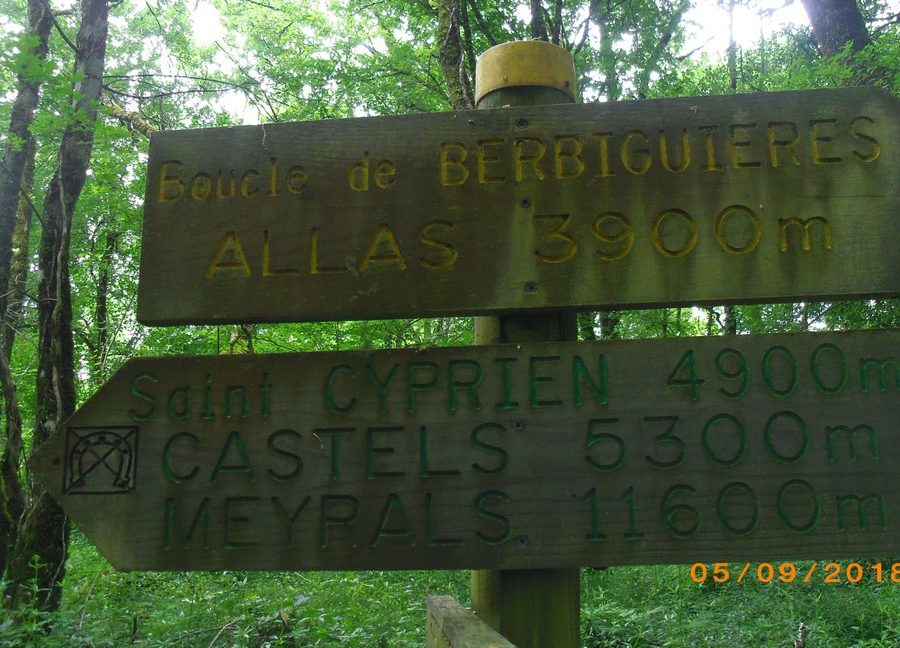 Boucle de BERBIGUIERES
ALLAS 3900m
Saint CYPRIEN 4900m
CASTELS 5300m
MEYRALS 11600m
05/09/2018